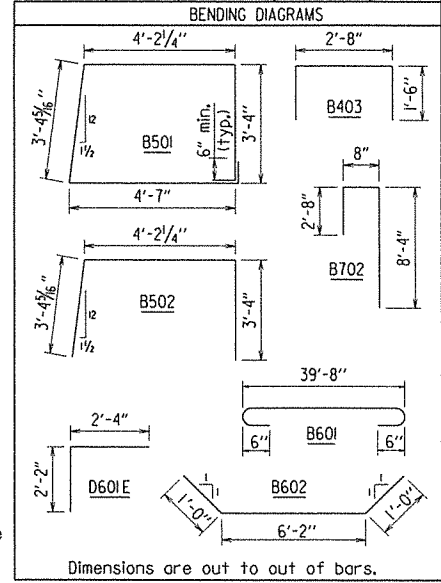 BENDING DIAGRAMS
4'-2 1/4"
3'-4 5/16"
12
1 1/2
B501
6" min.
(typ.)
3'-4"
4'-7"
2'-8"
B403
1'-6"
8"
2'-8"
B702
8'-4"
4'-2 1/4"
3'-4 5/16"
12
1 1/2
B502
3'-4"
39'-8"
6"
B601
6"
2'-4"
2'-2"
D601E
1
1
1'-0"
B602
6'-2"
1
1
1'-0"
Dimensions are out to out of bars.
e